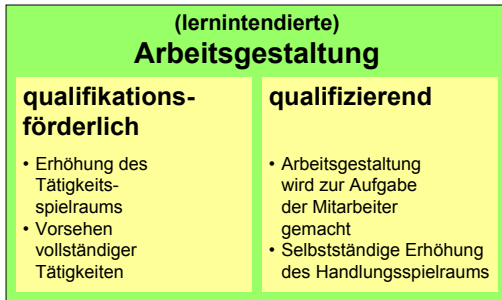 (lernintendierte)
Arbeitsgestaltung
qualifikations-
förderlich
• Erhöhung des
Tätigkeits-
spielraums
• Vorsehen
vollständiger
Tätigkeiten
qualifizierend
• Arbeitsgestaltung
wird zur Aufgabe
der Mitarbeiter
gemacht
• Selbstständige Erhöhung
des Handlungsspielraums